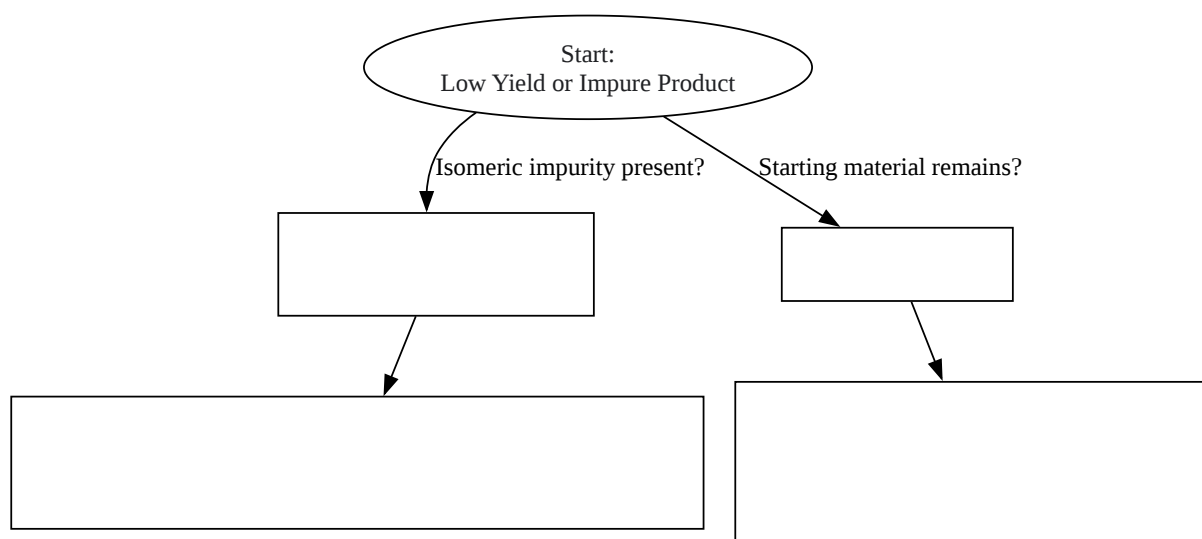 Start:
Low Yield or Impure Product
Isomeric impurity present?
Starting material remains?